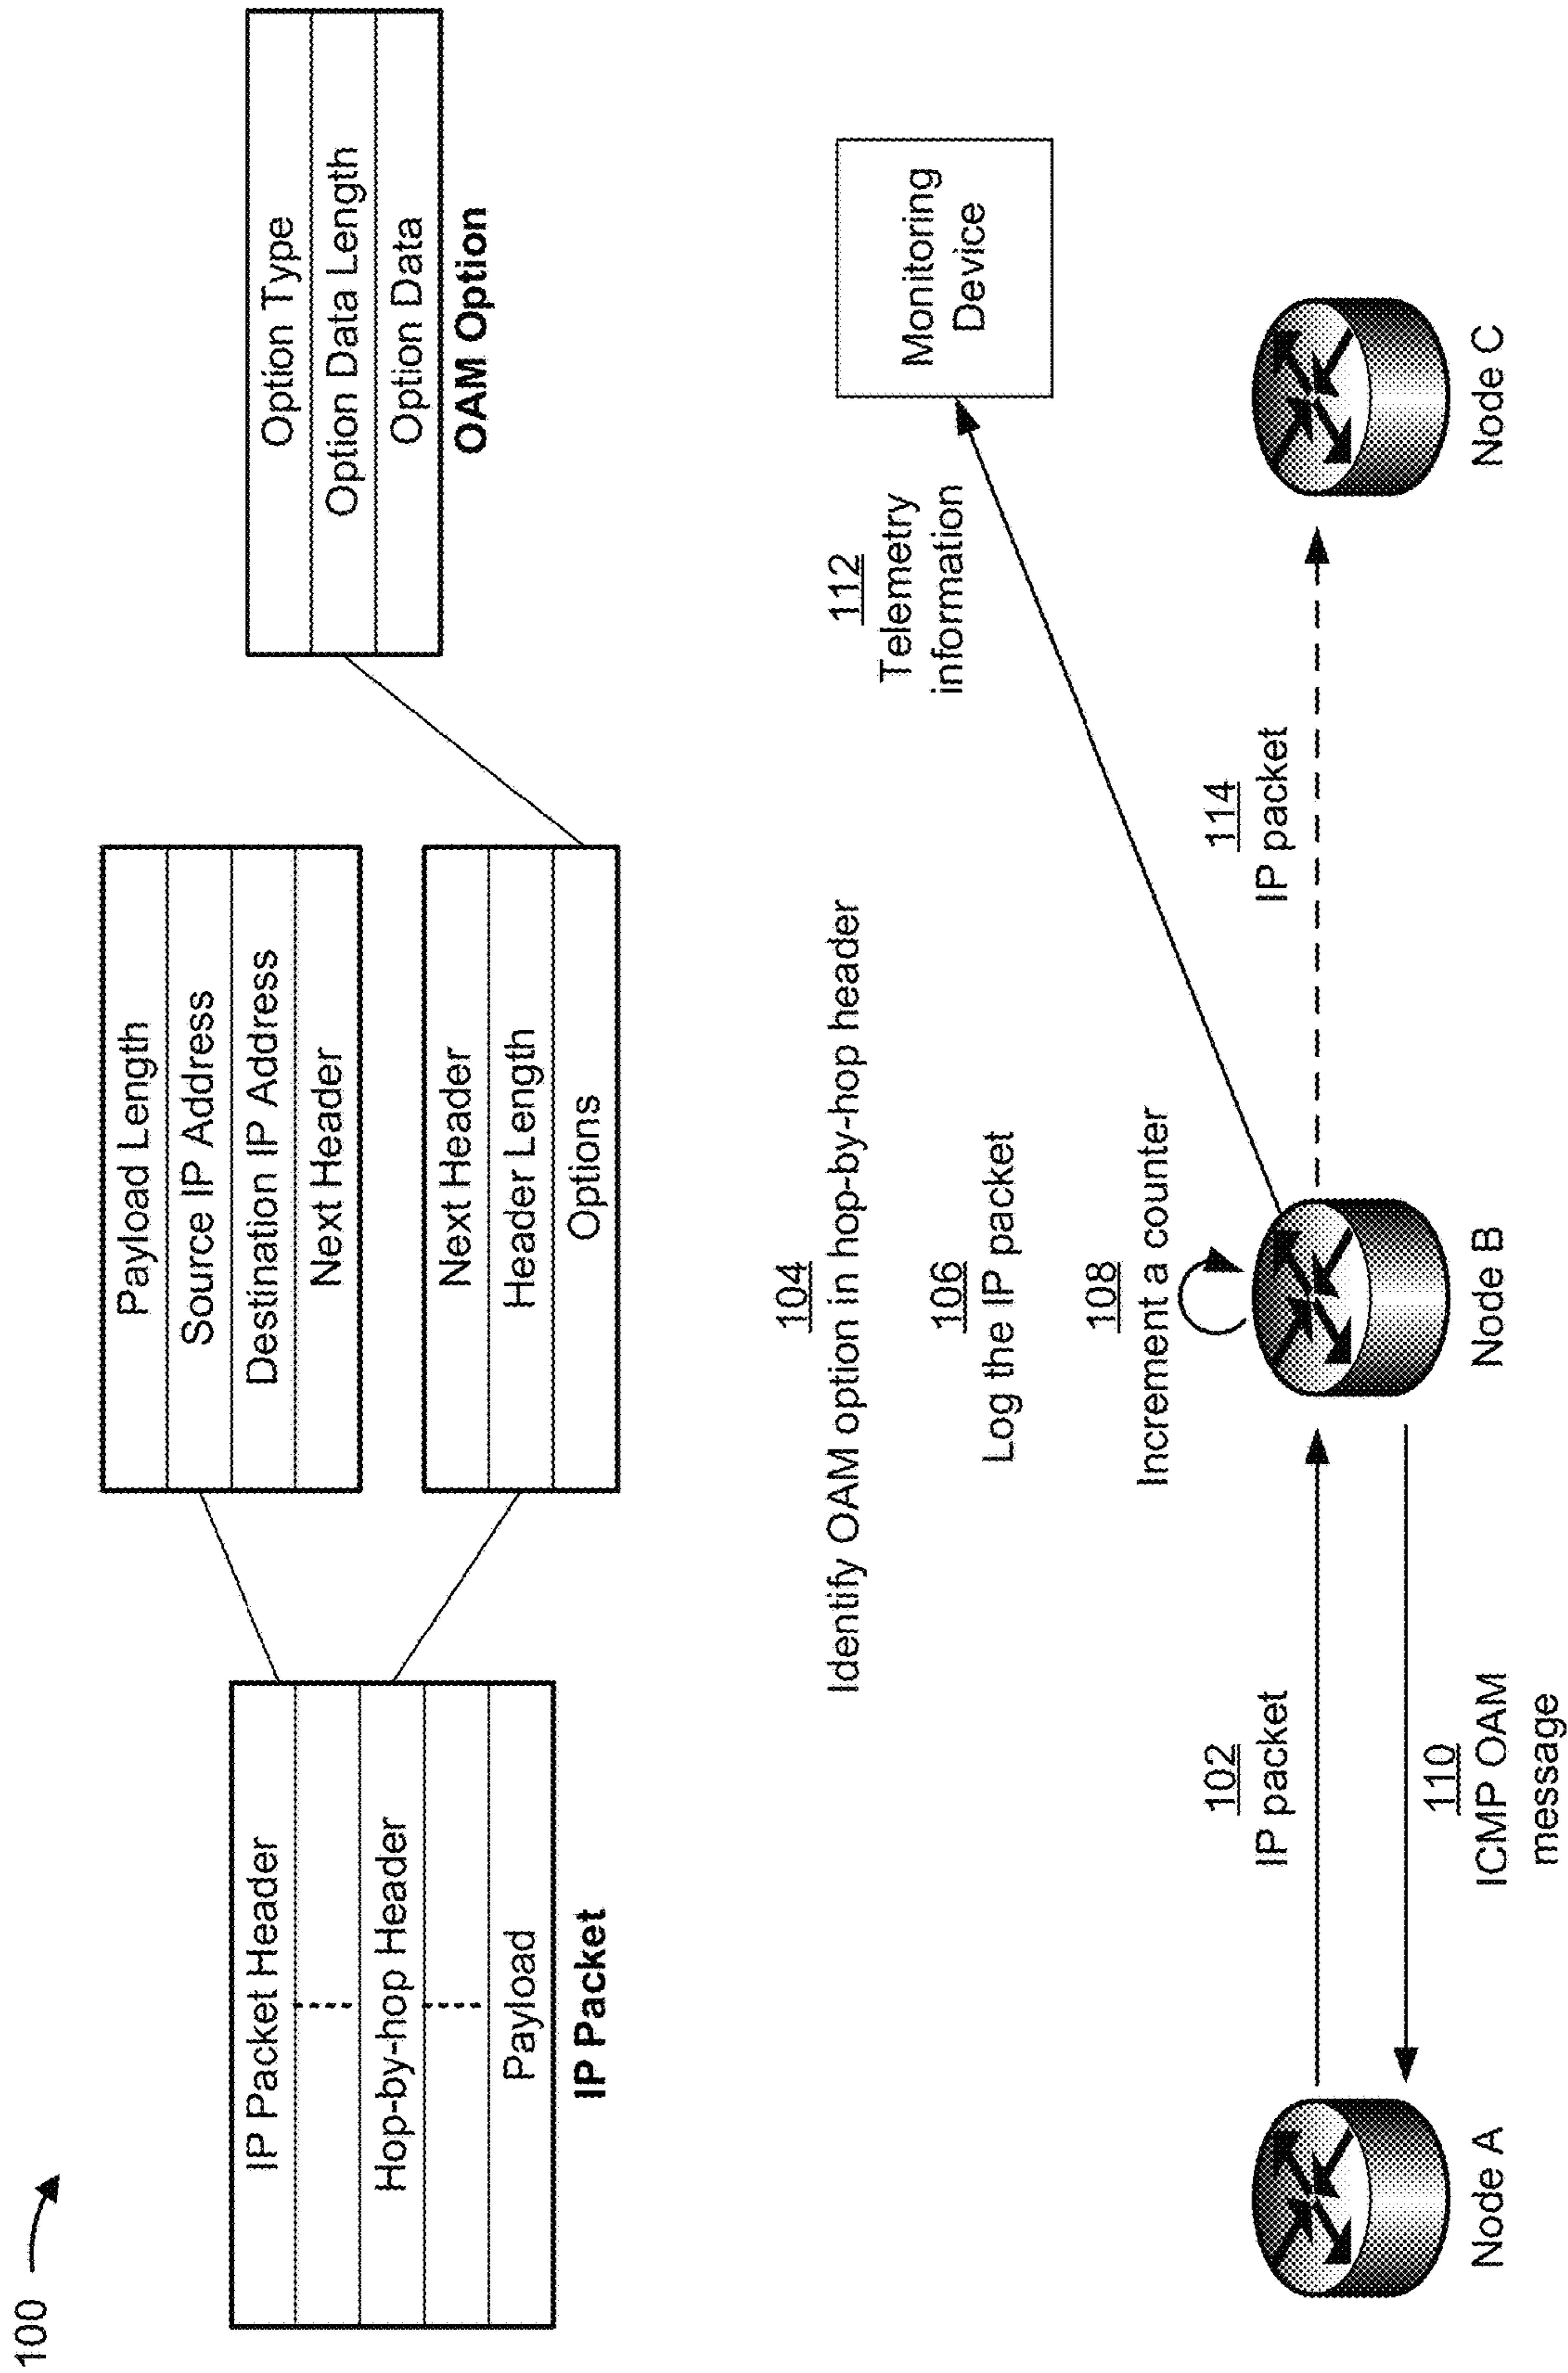 100
IP Packet Header
Hop-by-hop Header
Payload
IP Packet
Payload Length
Source IP Address
Destination IP Address
Next Header
Next Header
Header Length
Options
Option Type
Option Data Length
Option Data
OAM Option
104
Identify OAM option in hop-by-hop header
106
Log the IP packet
108
Increment a counter
102
IP packet
110
ICMP OAM
message
112
Telemetry
information
114
IP packet
Monitoring
Device
Node A
Node B
Node C